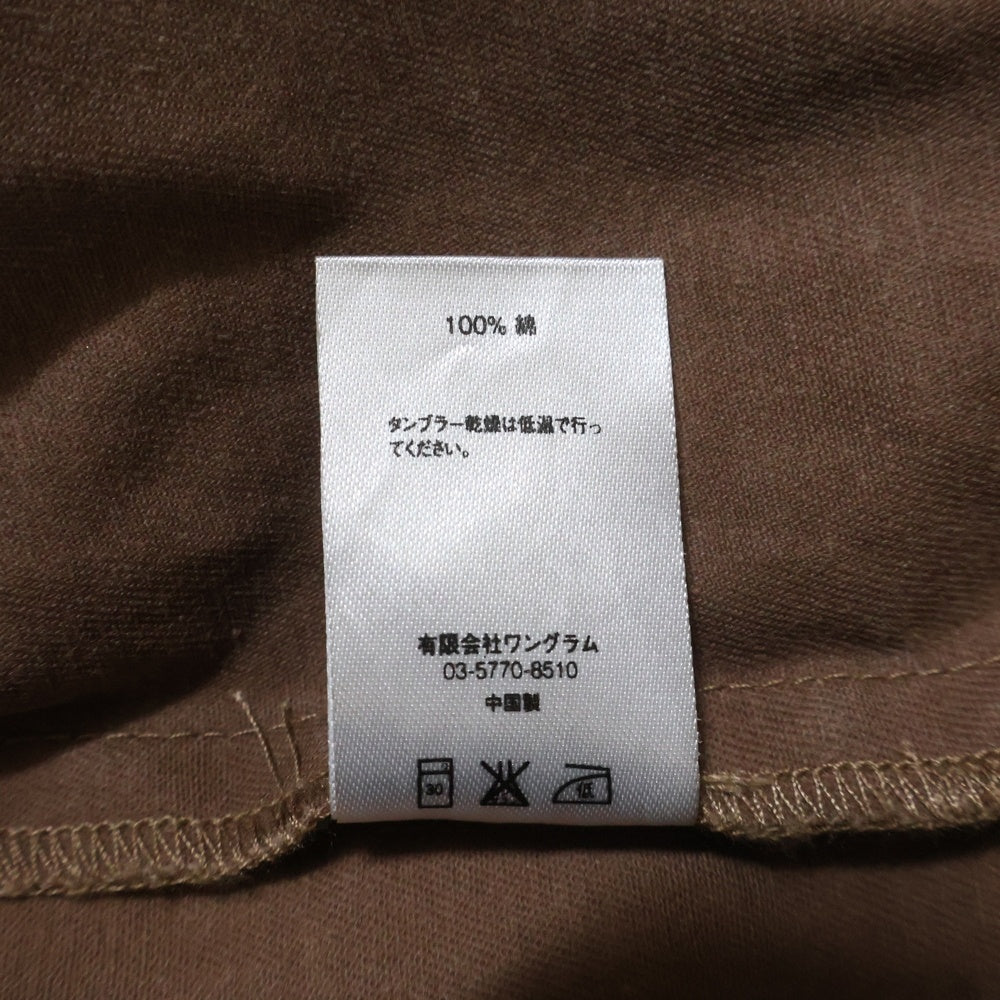 100% 綿
タンブラー乾燥は低温で行っ
てください。
有限会社ワングラム
03-5770-8510
中国製
30
低